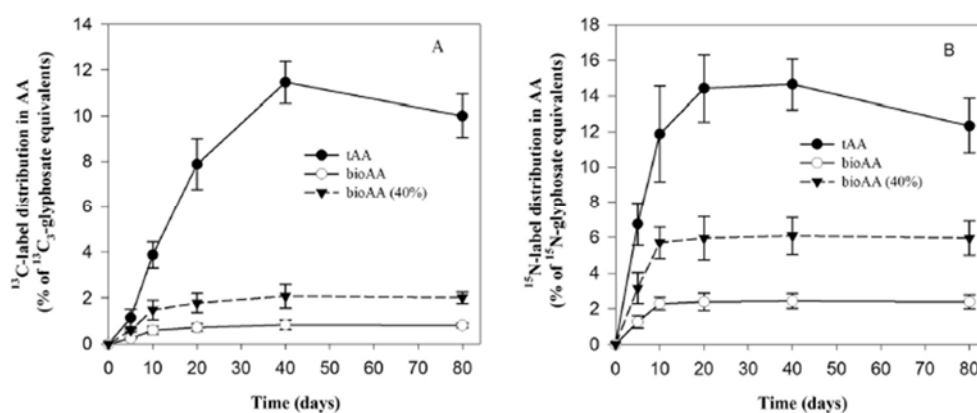 A
¹³C-label distribution in AA
(% of ¹³C₃-glyphosate equivalents)
14
12
10
8
6
4
2
0
tAA
bioAA
bioAA (40%)
0 10 20 30 40 50 60 70 80
Time (days)
B
¹⁵N-label distribution in AA
(% of ¹⁵N-glyphosate equivalents)
18
16
14
12
10
8
6
4
2
0
tAA
bioAA
bioAA (40%)
0 10 20 30 40 50 60 70 80
Time (days)